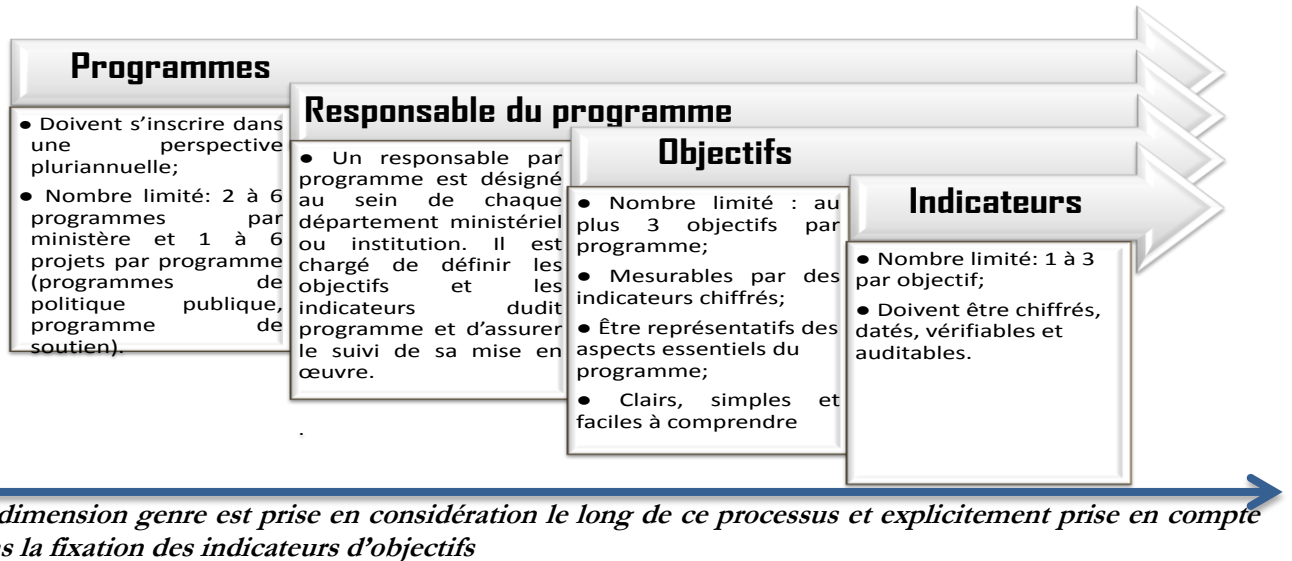 Programmes
● Doivent s'inscrire dans
une perspective
pluriannuelle;
● Nombre limité: 2 à 6
programmes par
ministère et 1 à 6
projets par programme
(programmes de
politique publique,
programme de
soutien).
Responsable du programme
● Un responsable par
programme est désigné
au sein de chaque
département ministériel
ou institution. Il est
chargé de définir les
objectifs et les
indicateurs dudit
programme et d'assurer
le suivi de sa mise en
œuvre.
.
Objectifs
● Nombre limité : au
plus 3 objectifs par
programme;
● Mesurables par des
indicateurs chiffrés;
● Être représentatifs des
aspects essentiels du
programme;
● Clairs, simples et
faciles à comprendre
Indicateurs
● Nombre limité: 1 à 3
par objectif;
● Doivent être chiffrés,
datés, vérifiables et
auditables.
dimension genre est prise en considération le long de ce processus et explicitement prise en compte
s la fixation des indicateurs d'objectifs